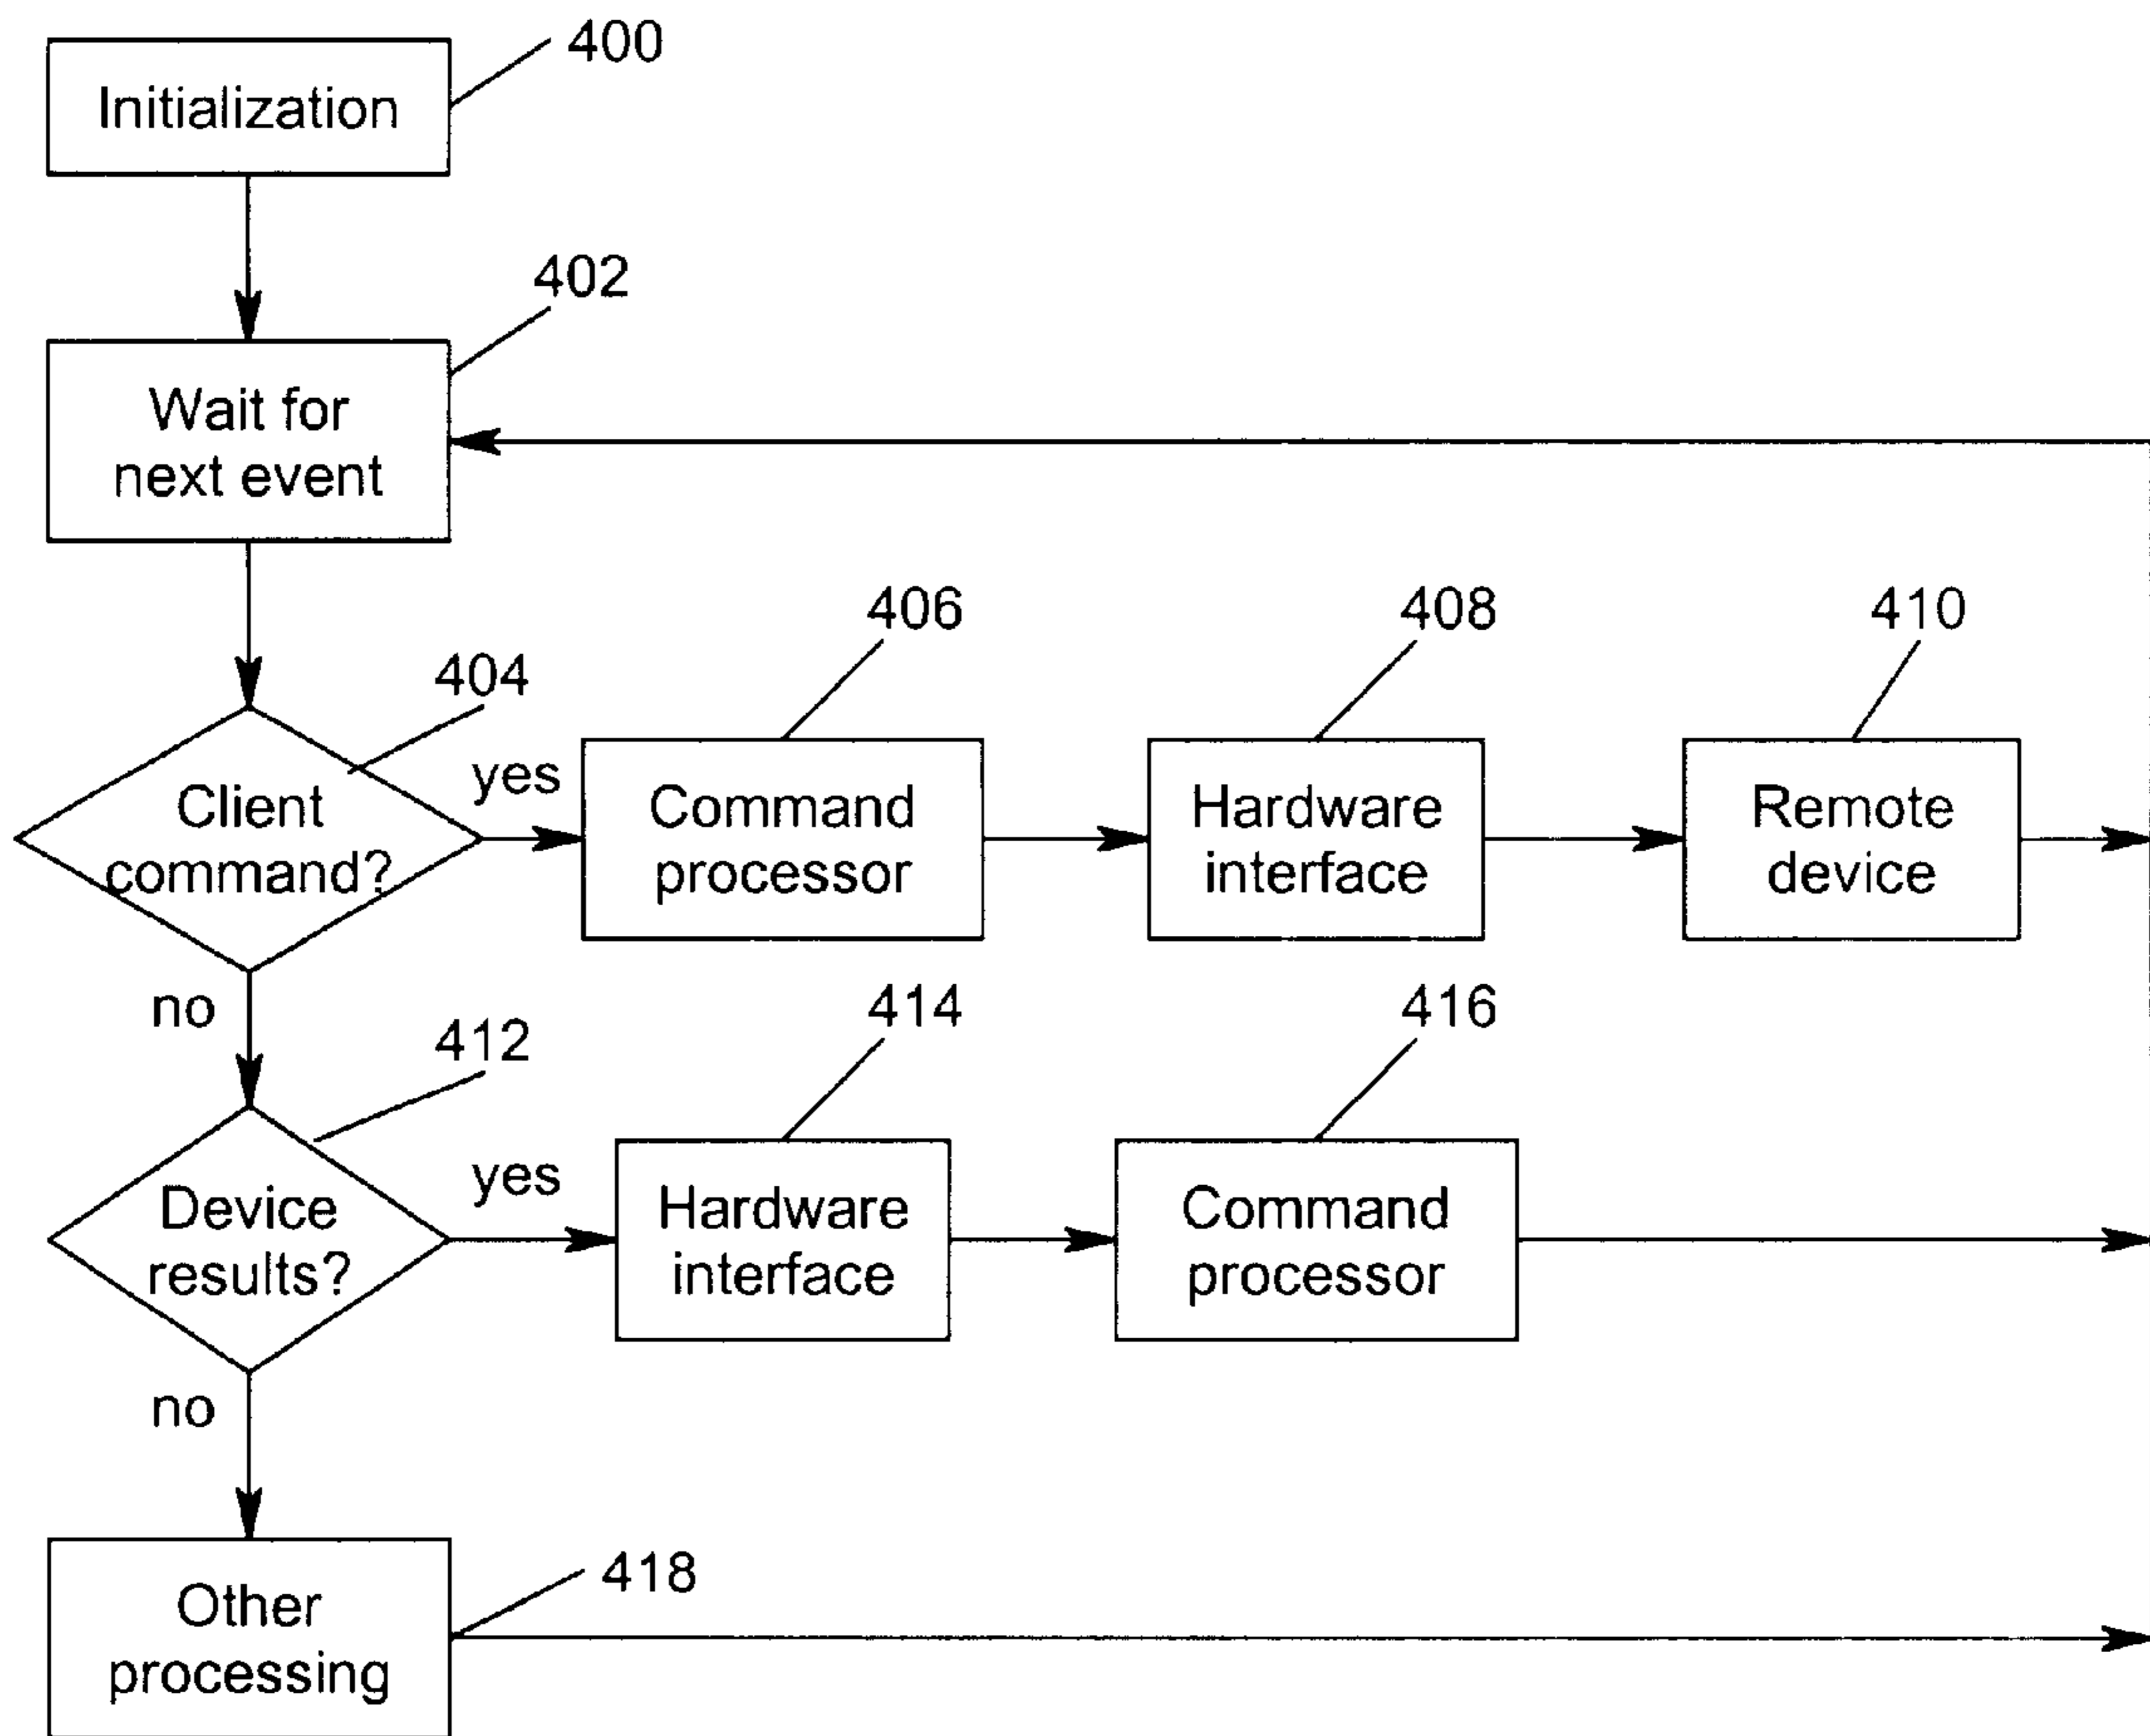 400
Initialization
402
Wait for
next event
404
406
408
410
Client
command?
yes
Command
processor
Hardware
interface
Remote
device
no
412
414
416
Device
results?
yes
Hardware
interface
Command
processor
no
418
Other
processing